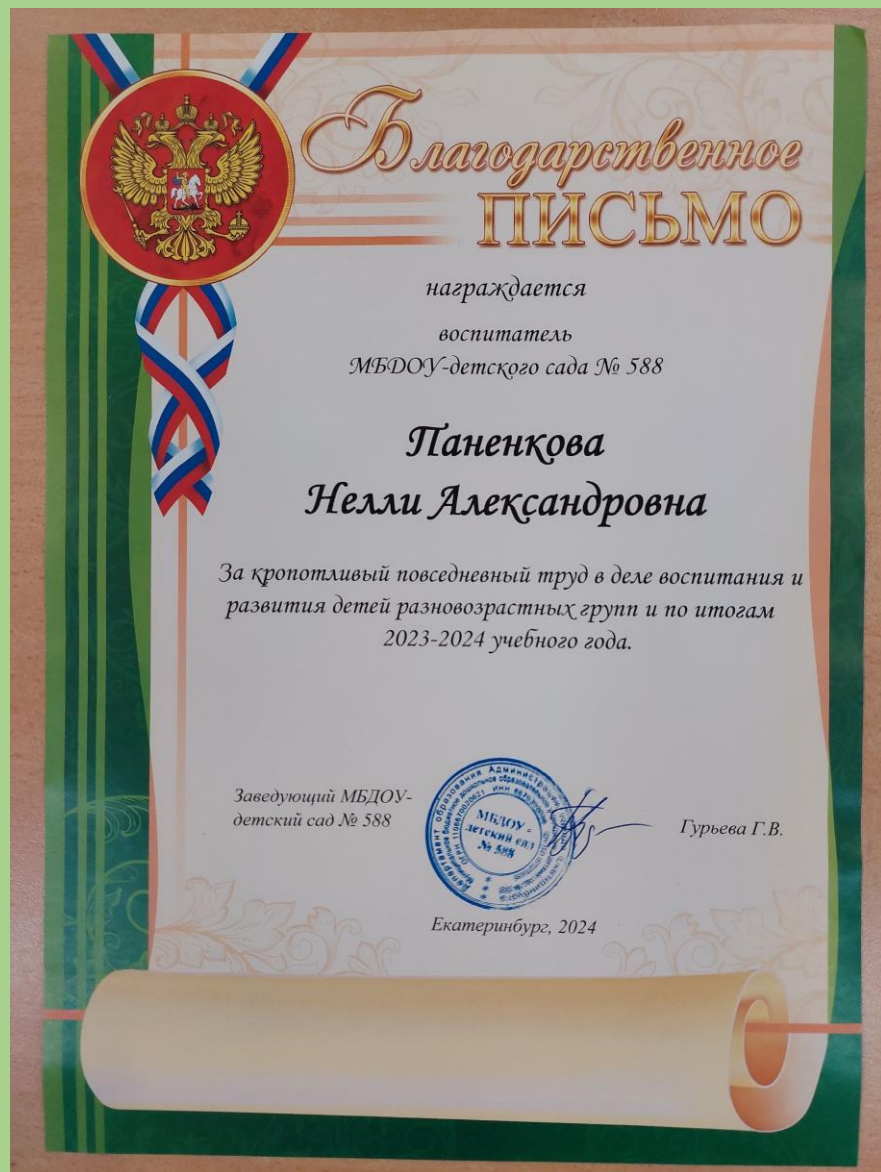 Благодарственное
ПИСЬМО
награждается
воспитатель
МБДОУ-детского сада № 588
Паненкова
Нелли Александровна
За кропотливый повседневный труд в деле воспитания и
развития детей разновозрастных групп и по итогам
2023-2024 учебного года.
Заведующий МБДОУ-
детский сад № 588
МБДОУ -
детский сад
№ 588
Гурьева Г.В.
Екатеринбург, 2024